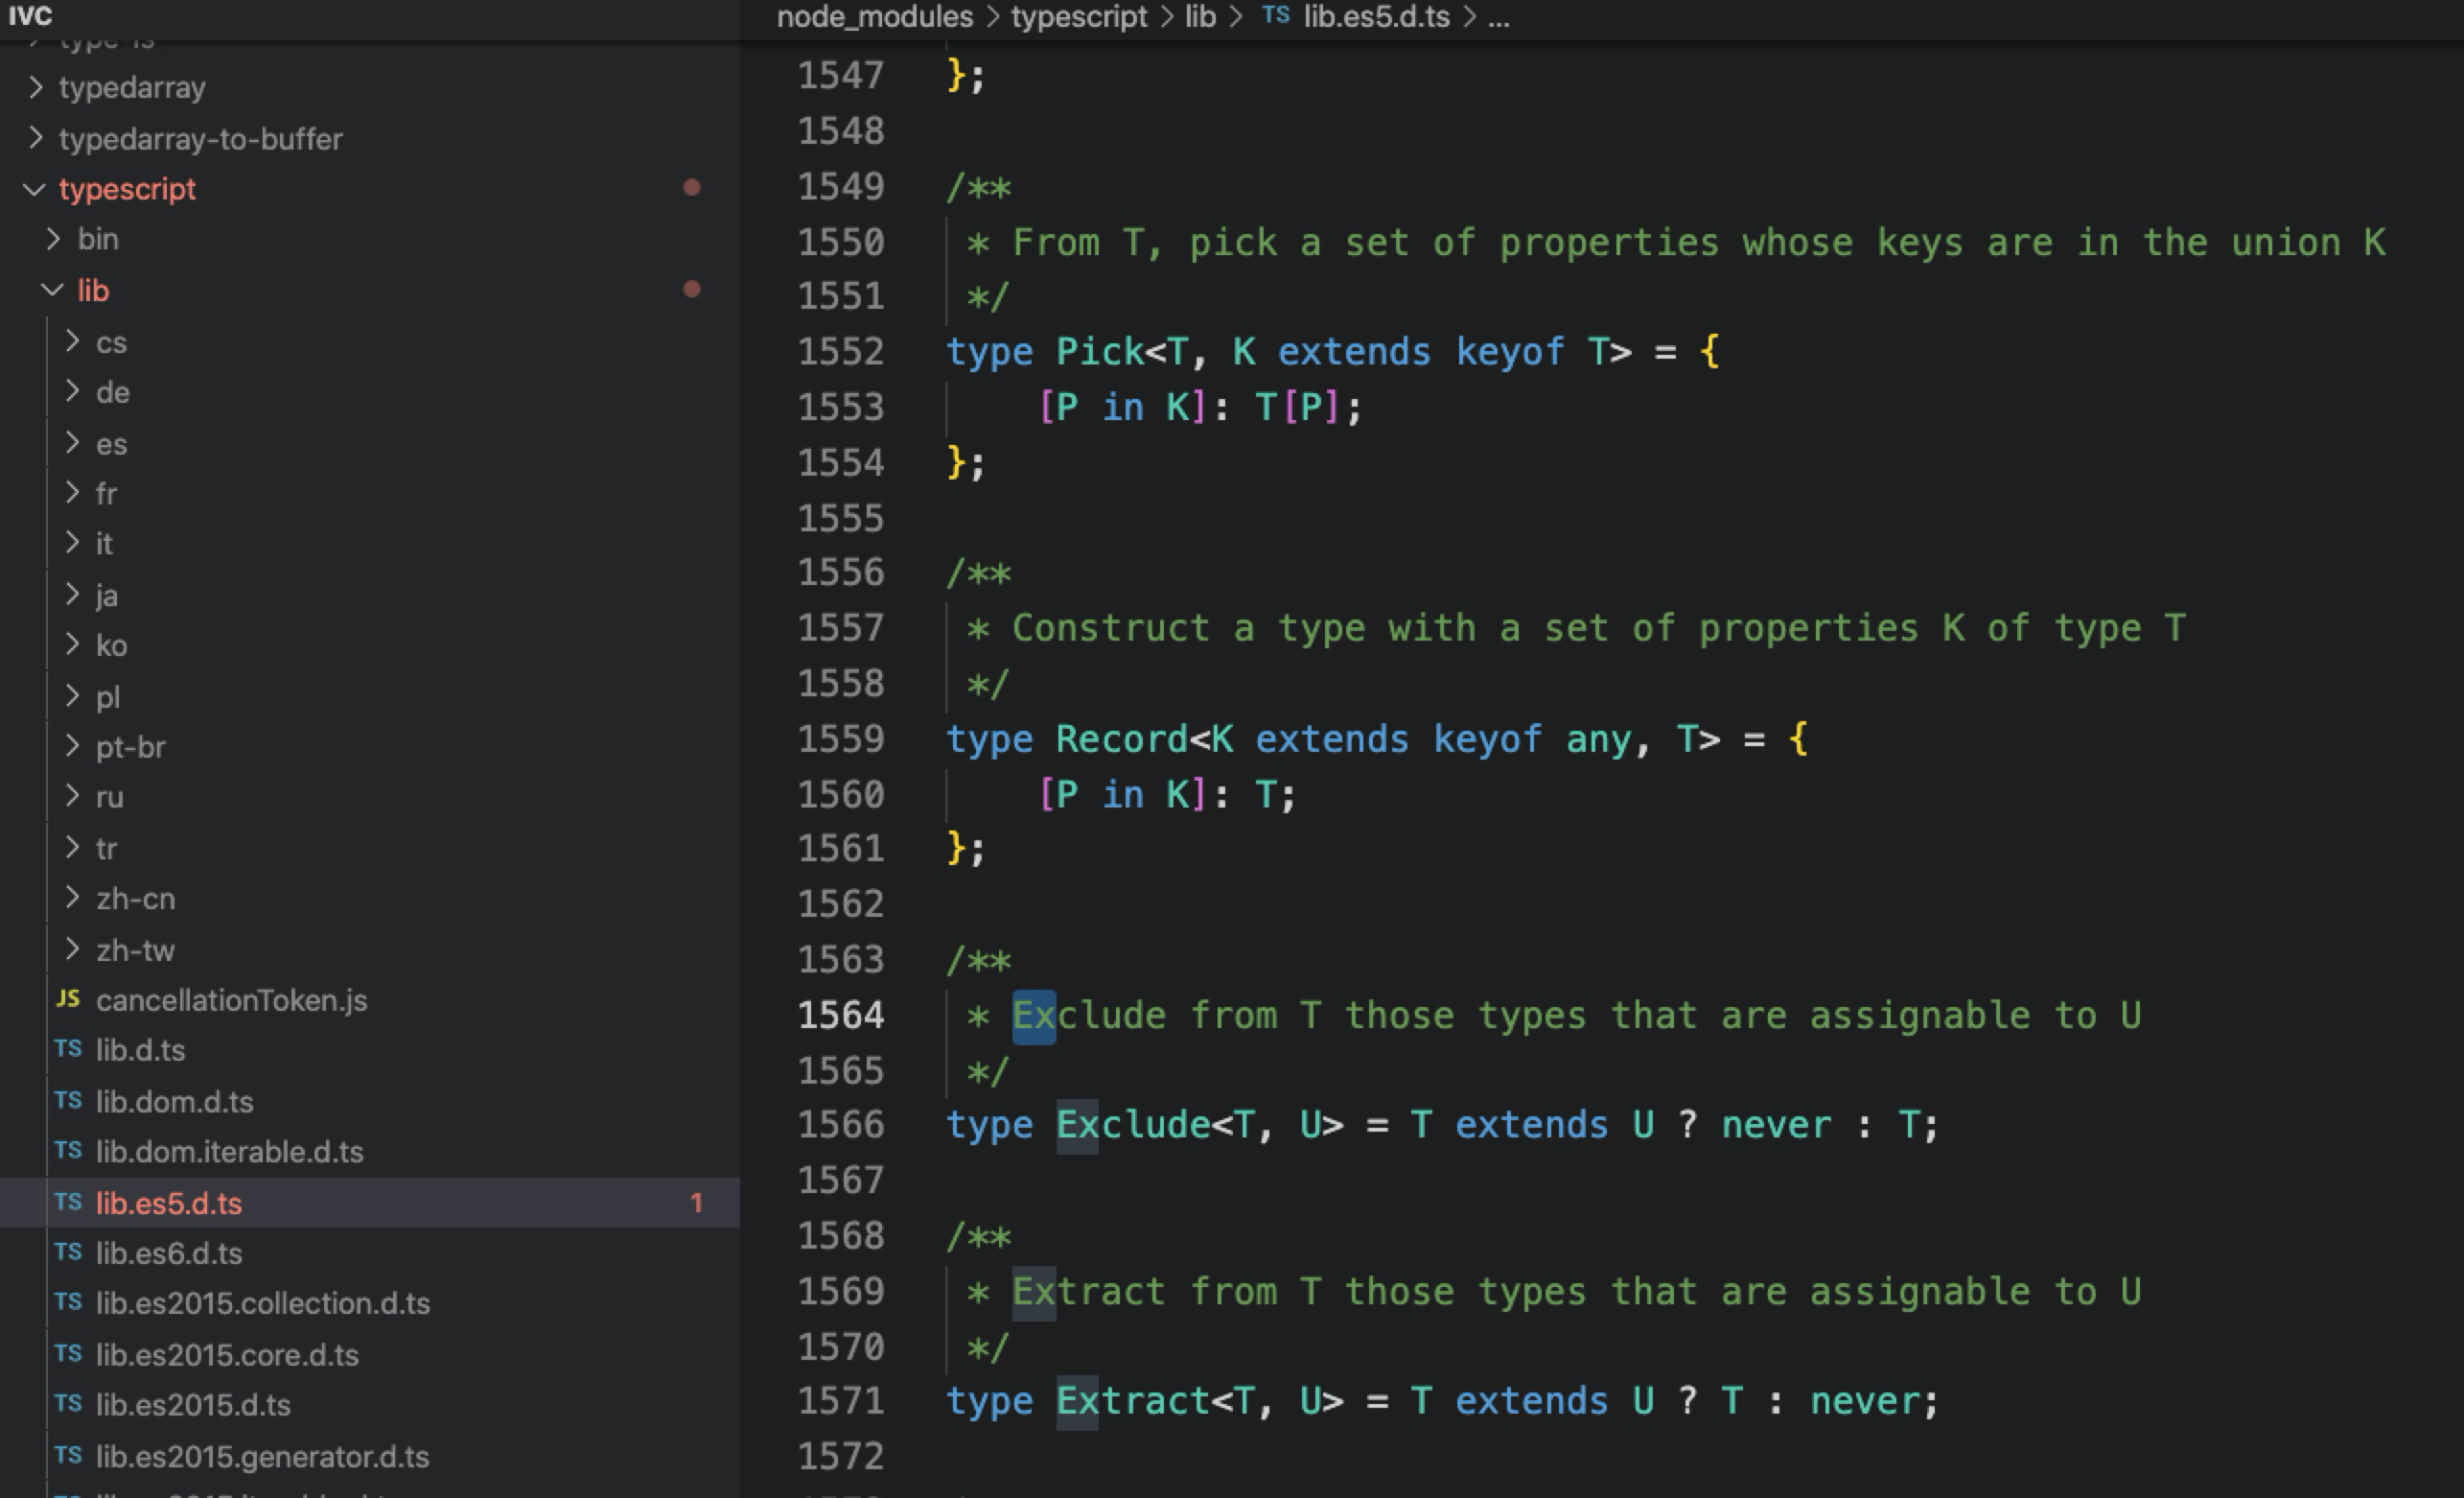 IVC
type-is
typedarray
typedarray-to-buffer
typescript
bin
lib
cs
de
es
fr
it
ja
ko
pl
pt-br
ru
tr
zh-cn
zh-tw
JS cancellationToken.js
TS lib.d.ts
TS lib.dom.d.ts
TS lib.dom.iterable.d.ts
TS lib.es5.d.ts 1
TS lib.es6.d.ts
TS lib.es2015.collection.d.ts
TS lib.es2015.core.d.ts
TS lib.es2015.d.ts
TS lib.es2015.generator.d.ts
node_modules > typescript > lib > TS lib.es5.d.ts > ...
1547 };
1548
1549 /**
1550 * From T, pick a set of properties whose keys are in the union K
1551 */
1552 type Pick<T, K extends keyof T> = {
1553 [P in K]: T[P];
1554 };
1555
1556 /**
1557 * Construct a type with a set of properties K of type T
1558 */
1559 type Record<K extends keyof any, T> = {
1560 [P in K]: T;
1561 };
1562
1563 /**
1564 * Exclude from T those types that are assignable to U
1565 */
1566 type Exclude<T, U> = T extends U ? never : T;
1567
1568 /**
1569 * Extract from T those types that are assignable to U
1570 */
1571 type Extract<T, U> = T extends U ? T : never;
1572